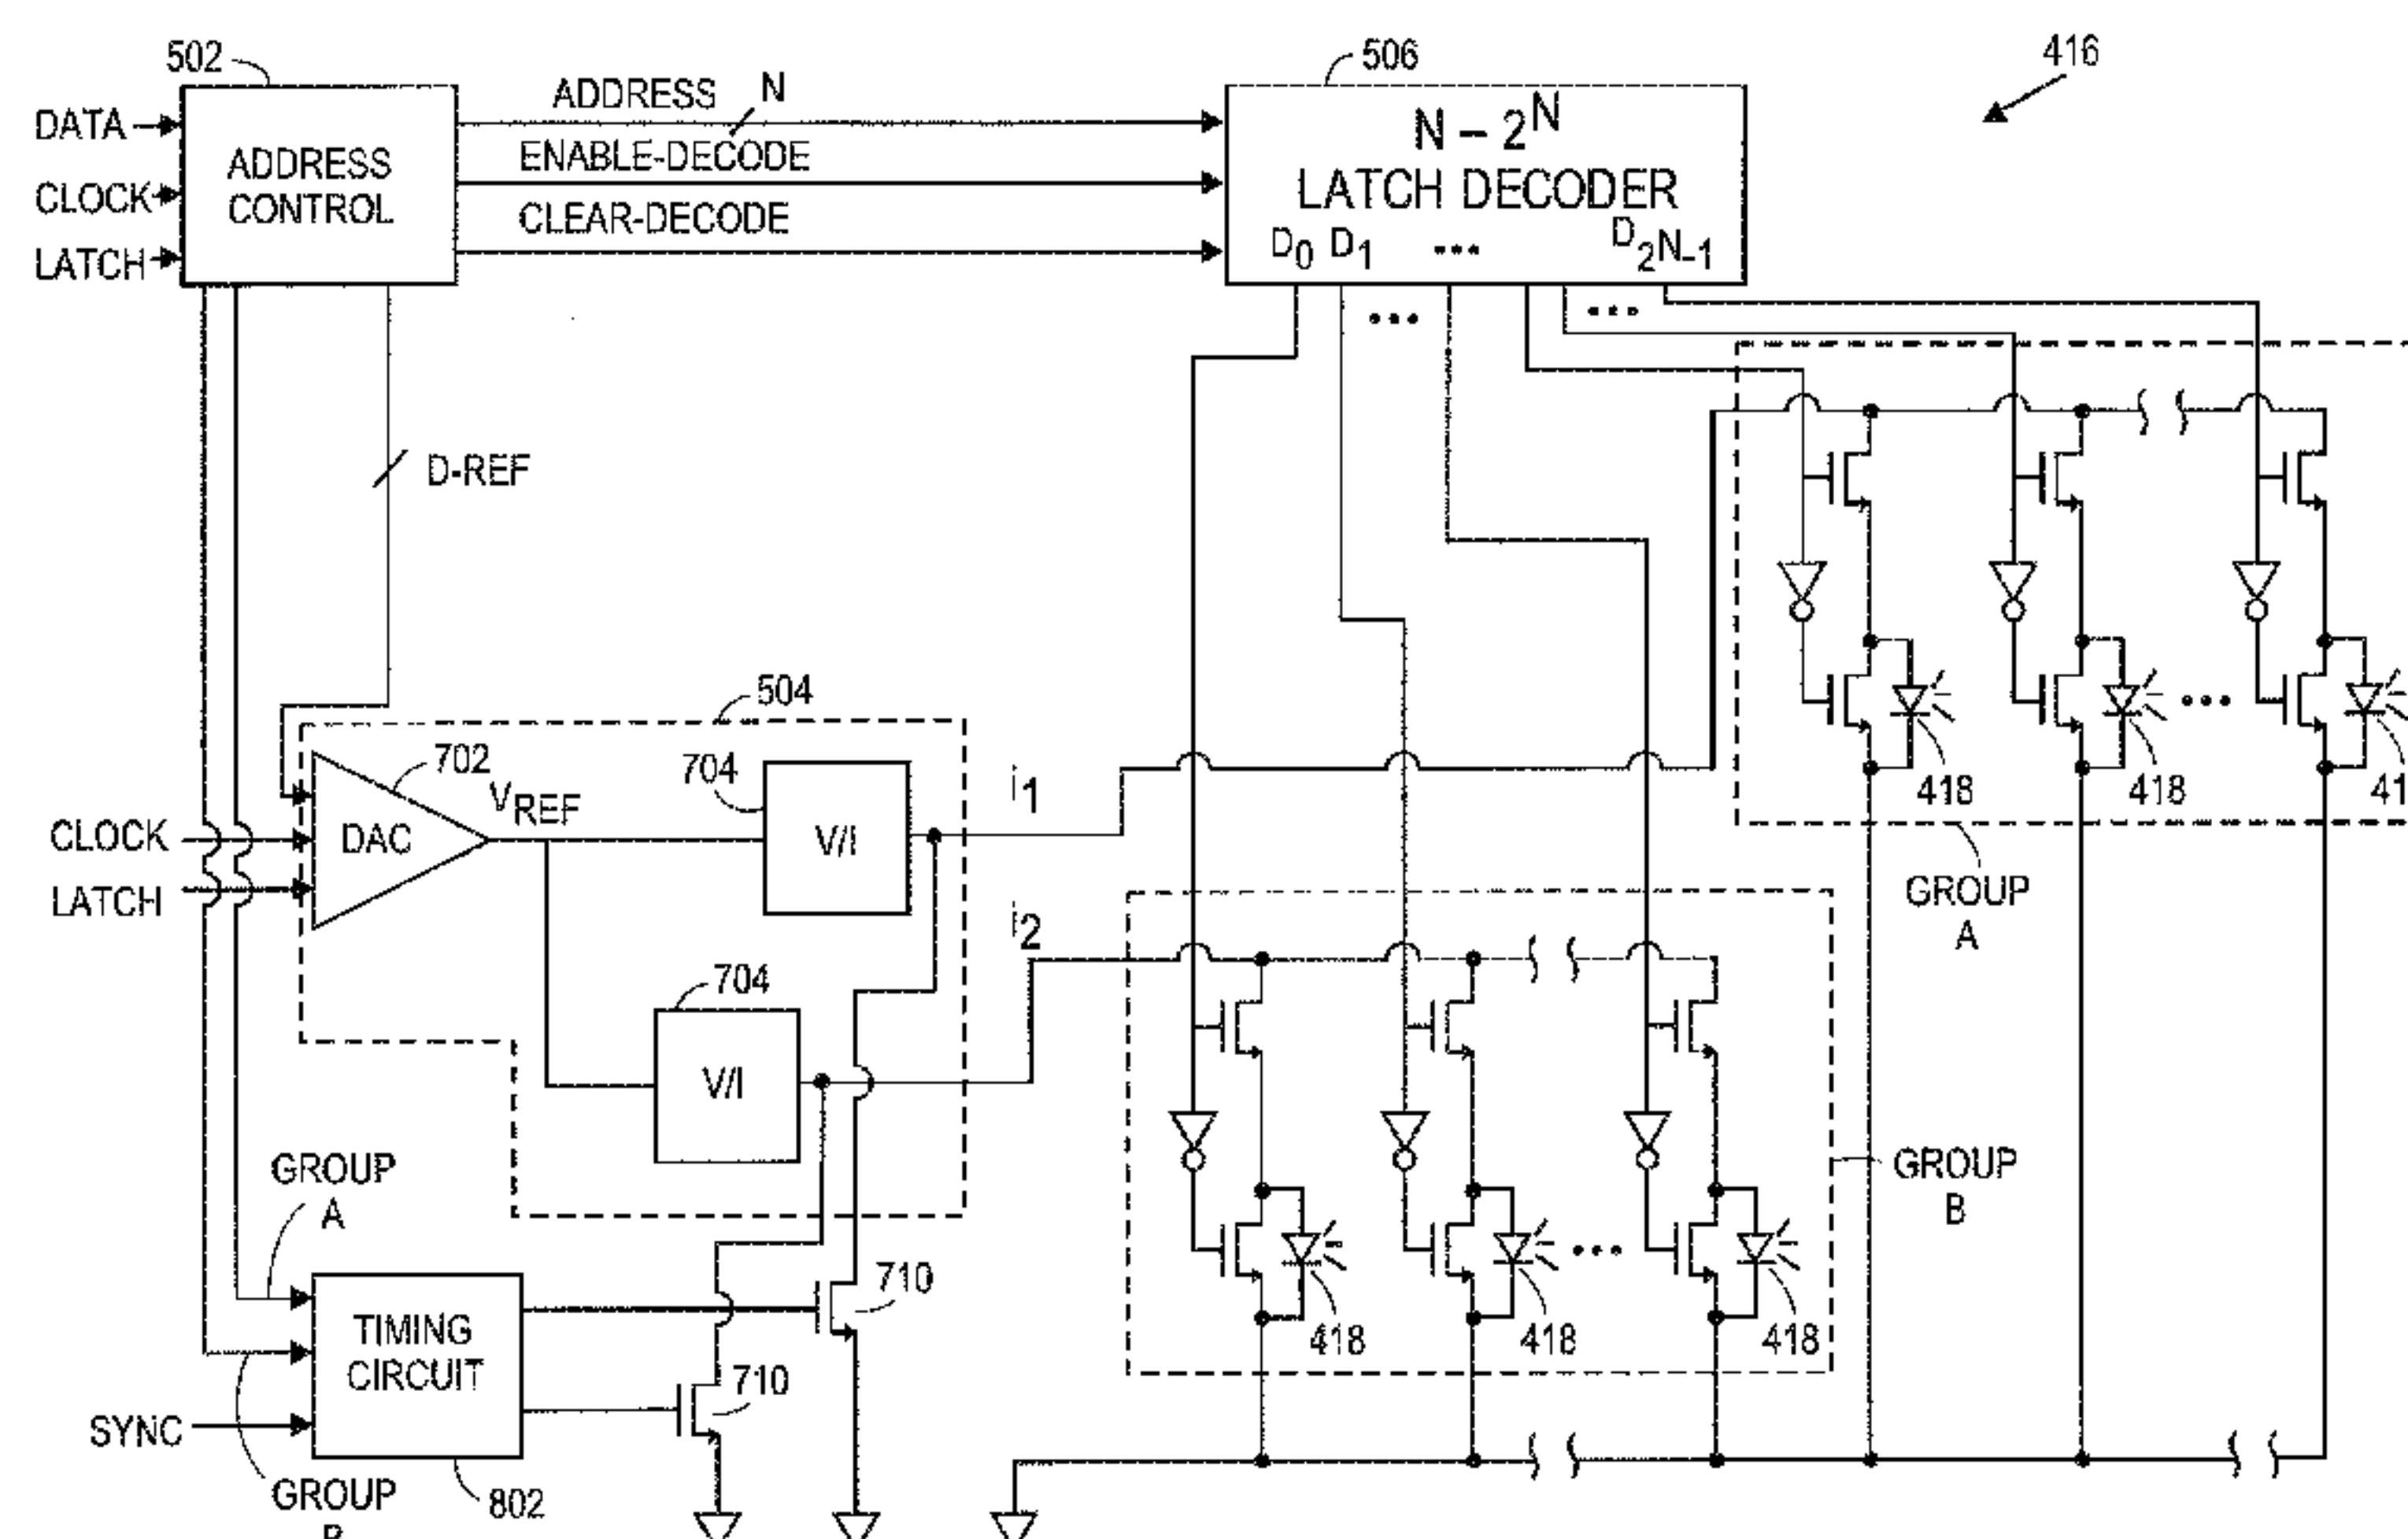 502
506
416
DATA
CLOCK
LATCH
ADDRESS
CONTROL
ADDRESS N
ENABLE-DECODE
CLEAR-DECODE
N – 2^N
LATCH DECODER
D0 D1 ... D2N-1
...
...
D-REF
504
702
VREF
704
i1
DAC
V/I
CLOCK
LATCH
...
418
418
GROUP
A
i2
704
V/I
GROUP
B
GROUP
A
...
418
418
418
TIMING
CIRCUIT
710
710
SYNC
GROUP
802